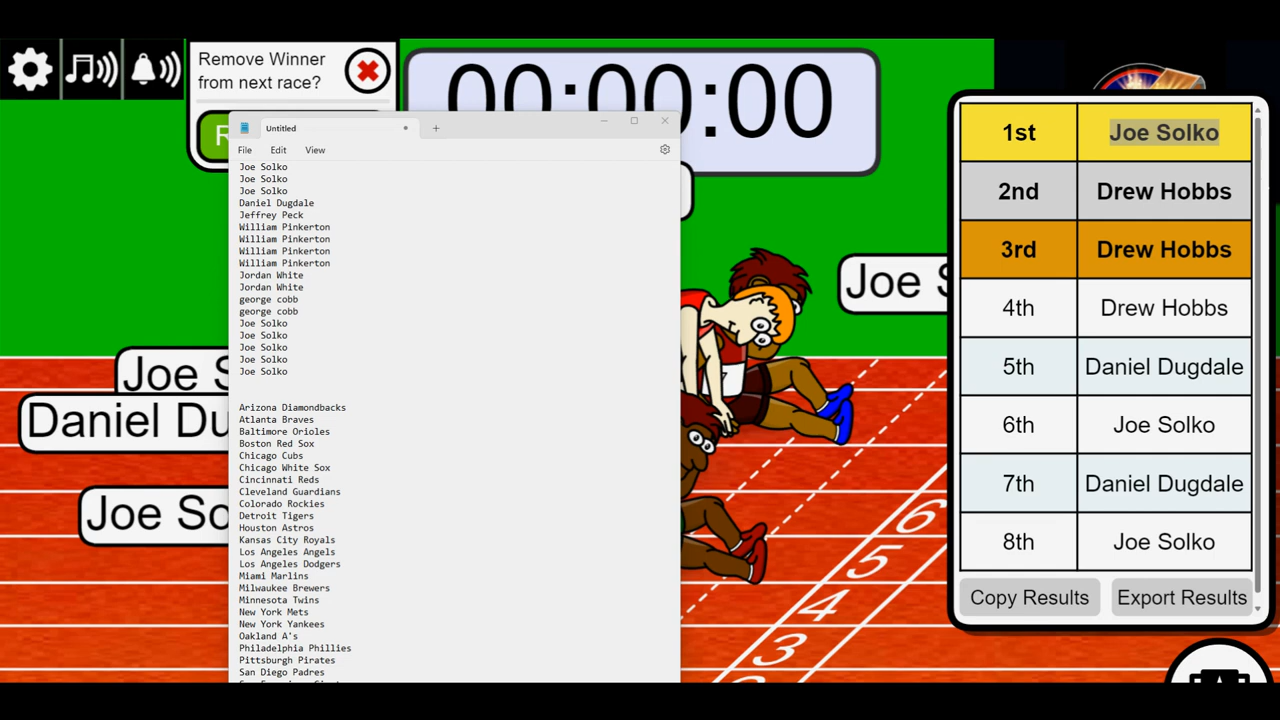 Remove Winner
from next race?
00:00:00
Untitled
File Edit View
Joe Solko
Joe Solko
Joe Solko
Daniel Dugdale
Jeffrey Peck
William Pinkerton
William Pinkerton
William Pinkerton
William Pinkerton
Jordan White
Jordan White
george cobb
george cobb
Joe Solko
Joe Solko
Joe Solko
Joe Solko
Joe Solko
Arizona Diamondbacks
Atlanta Braves
Baltimore Orioles
Boston Red Sox
Chicago Cubs
Chicago White Sox
Cincinnati Reds
Cleveland Guardians
Colorado Rockies
Detroit Tigers
Houston Astros
Kansas City Royals
Los Angeles Angels
Los Angeles Dodgers
Miami Marlins
Milwaukee Brewers
Minnesota Twins
New York Mets
New York Yankees
Oakland A's
Philadelphia Phillies
Pittsburgh Pirates
San Diego Padres
Joe S
Daniel Du
Joe So
Joe S
6
5
4
3
1st Joe Solko
2nd Drew Hobbs
3rd Drew Hobbs
4th Drew Hobbs
5th Daniel Dugdale
6th Joe Solko
7th Daniel Dugdale
8th Joe Solko
Copy Results Export Results